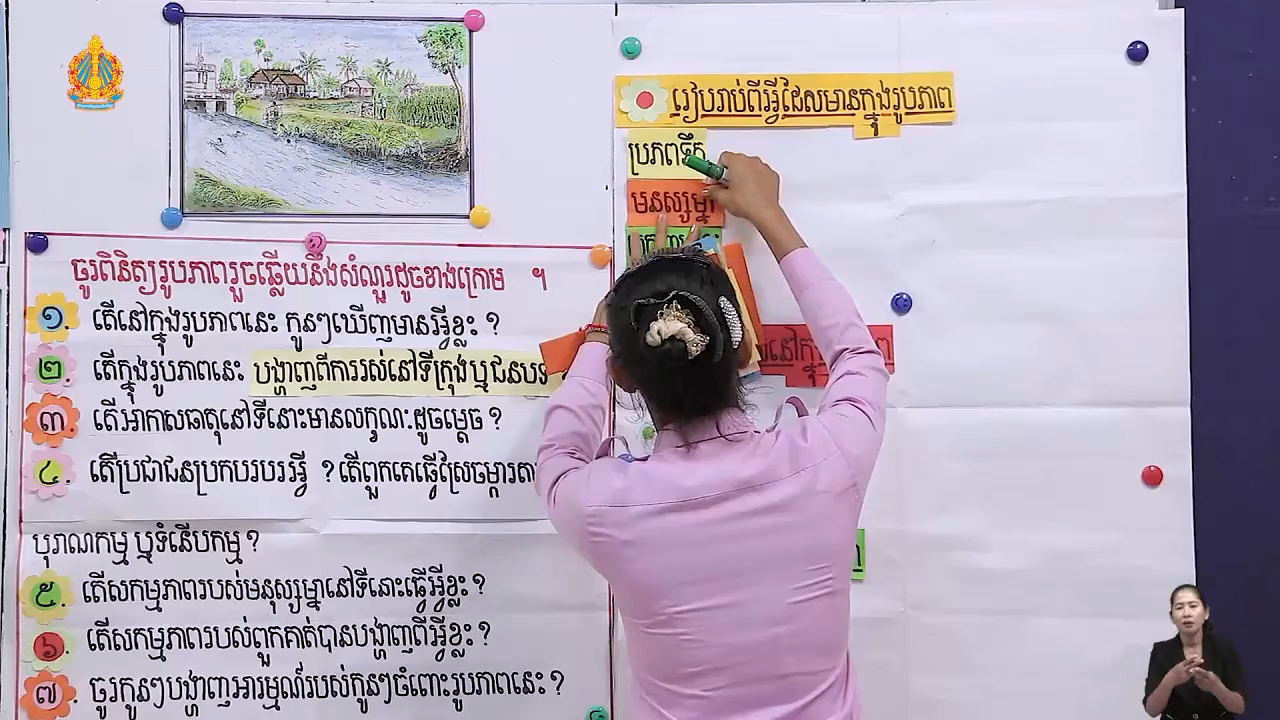 ចូរពិនិត្យរូបភាពរួចឆ្លើយនឹងសំណួរដូចខាងក្រោម ។
១. តើនៅក្នុងរូបភាពនេះ កូនៗឃើញមានអ្វីខ្លះ ?
២. តើក្នុងរូបភាពនេះ បង្ហាញពីការរស់នៅទីក្រុងឬជនបទ
៣. តើអាកាសធាតុនៅទីនោះមានលក្ខណៈដូចម្ដេច ?
៤. តើប្រជាជនប្រកបរបរអ្វី ? តើពួកគេធ្វើស្រែចម្ការតាម
បុរាណកម្ម ឬទំនើបកម្ម ?
៥. តើសកម្មភាពរបស់មនុស្សម្នានៅទីនោះធ្វើអ្វីខ្លះ ?
៦. តើសកម្មភាពរបស់ពួកគាត់បានបង្ហាញពីអ្វីខ្លះ ?
៧. ចូរកូនៗបង្ហាញអារម្មណ៍របស់កូនៗចំពោះរូបភាពនេះ ?
រៀបរាប់ពីអ្វីដែលមានក្នុងរូបភាព
ប្រភពទឹក
មនុស្សម្នា